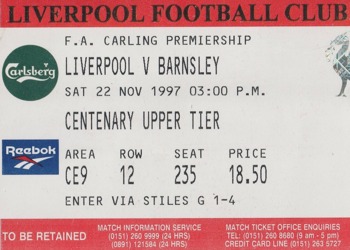 LIVERPOOL FOOTBALL CLUB
F.A. CARLING PREMIERSHIP
Carlsberg
LIVERPOOL V BARNSLEY
SAT 22 NOV 1997 03:00 P.M.
CENTENARY UPPER TIER
Reebok
AREA ROW SEAT PRICE
CE9 12 235 18.50
ENTER VIA STILES G 1-4
TO BE RETAINED
MATCH INFORMATION
(0151) 260 9999 (24 HRS)
(0891) 121584 (24 HRS)
MATCH TICKET OFFICE ENQUIRIES
TEL: (0151) 260 8680 (9 am - 5 pm)
CREDIT CARD LINE (0151) 263 5727